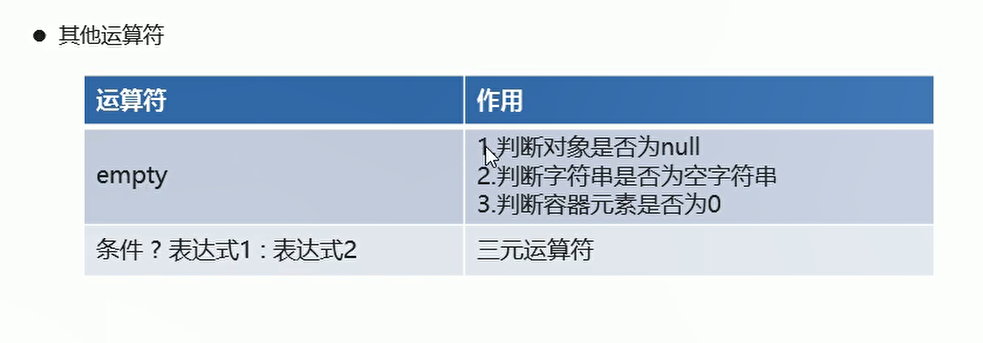 ● 其他运算符
运算符 作用
empty
1.判断对象是否为null
2.判断字符串是否为空字符串
3.判断容器元素是否为0
条件 ? 表达式1 : 表达式2 三元运算符